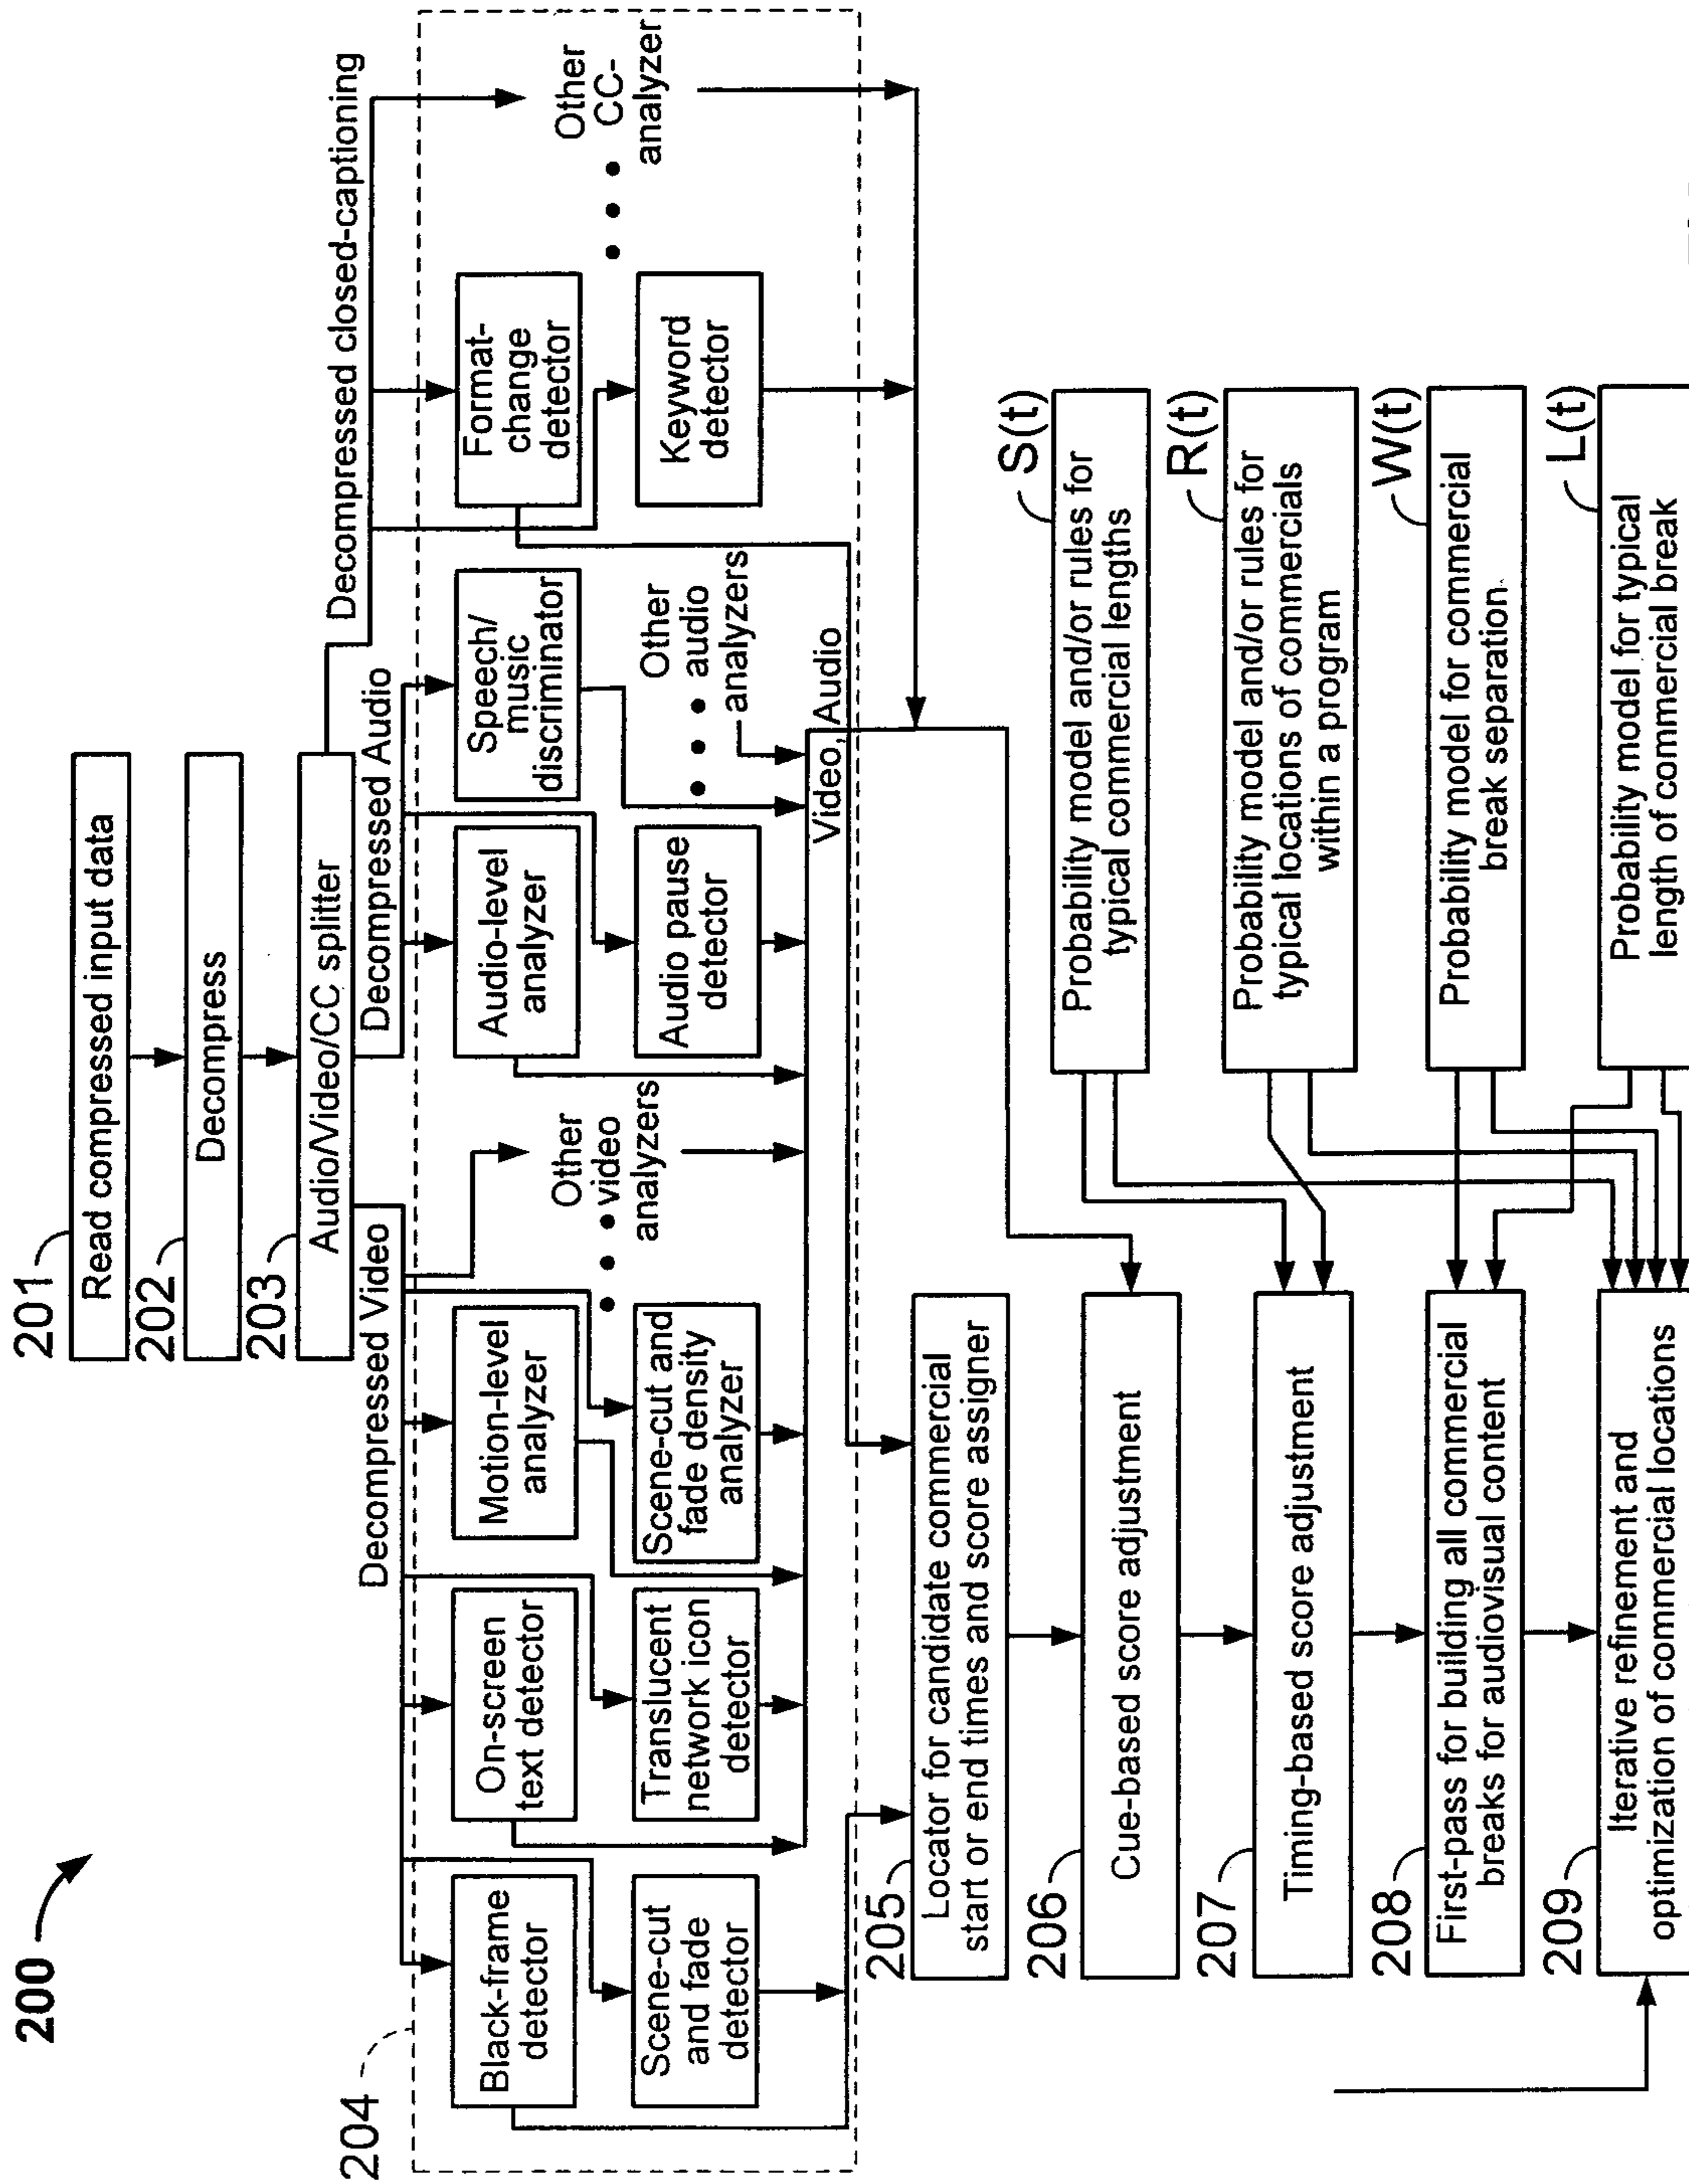 200
201
Read compressed input data
202
Decompress
203
Audio/Video/CC splitter
Decompressed Video
Decompressed Audio
Decompressed closed-captioning
204
Black-frame
detector
On-screen
text detector
Motion-level
analyzer
Other
video
analyzers
Audio-level
analyzer
Speech/
music
discriminator
Format-
change
detector
Other
CC-
analyzer
Scene-cut
and fade
detector
Translucent
network icon
detector
Scene-cut and
fade density
analyzer
Audio pause
detector
Other
audio
analyzers
Keyword
detector
Video, Audio
205
Locator for candidate commercial
start or end times and score assigner
206
Cue-based score adjustment
S(t)
Probability model and/or rules for
typical commercial lengths
207
Timing-based score adjustment
R(t)
Probability model and/or rules for
typical locations of commercials
within a program
208
First-pass for building all commercial
breaks for audiovisual content
W(t)
Probability model for commercial
break separation
209
Iterative refinement and
optimization of commercial locations
L(t)
Probability model for typical
length of commercial break